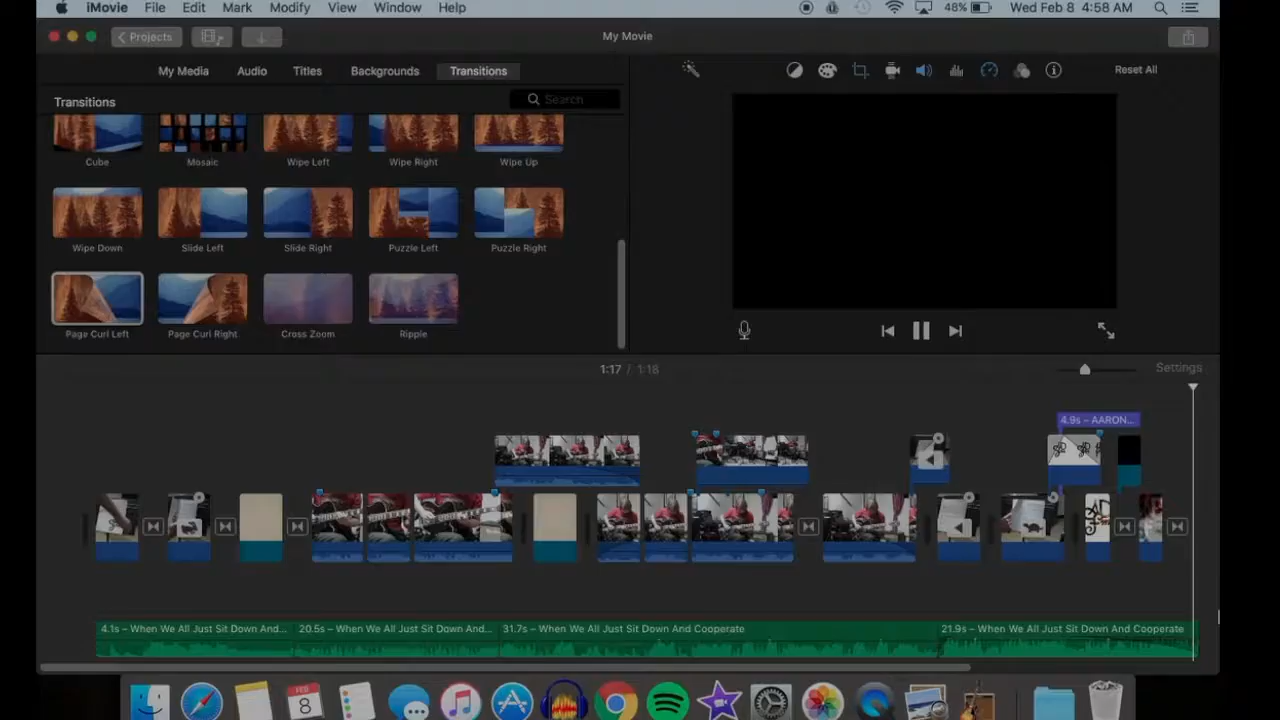 iMovie File Edit Mark Modify View Window Help 48% Wed Feb 8 4:58 AM
Projects My Movie
My Media Audio Titles Backgrounds Transitions Reset All
Transitions Search
Cube Mosaic Wipe Left Wipe Right Wipe Up
Wipe Down Slide Left Slide Right Puzzle Left Puzzle Right
Page Curl Left Page Curl Right Cross Zoom Ripple
1:17 / 1:18 Settings
4.9s – AARON...
4.1s – When We All Just Sit Down And... 20.5s – When We All Just Sit Down And... 31.7s – When We All Just Sit Down And Cooperate 21.9s – When We All Just Sit Down And Cooperate
FEB
8